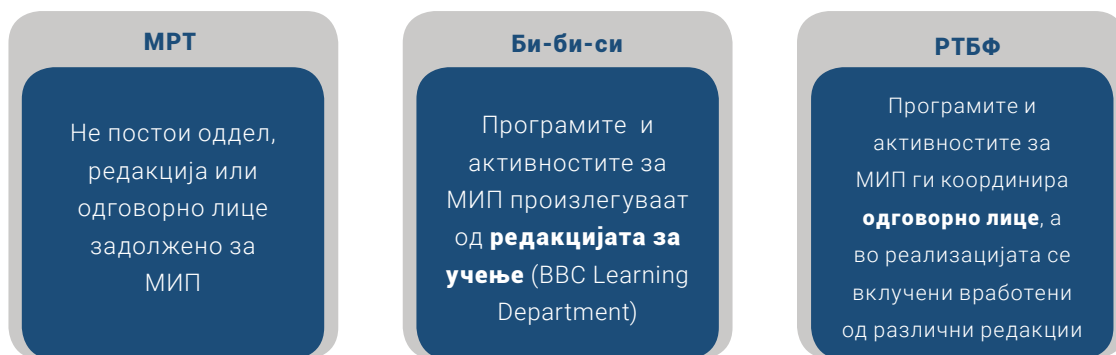 МРТ
Не постои оддел,
редакција или
одговорно лице
задолжено за
МИП
Би-би-си
Програмите и
активностите за
МИП произлегуваат
од редакцијата за
учење (BBC Learning
Department)
РТБФ
Програмите и
активностите за
МИП ги координира
одговорно лице, а
во реализацијата се
вклучени вработени
од различни редакции